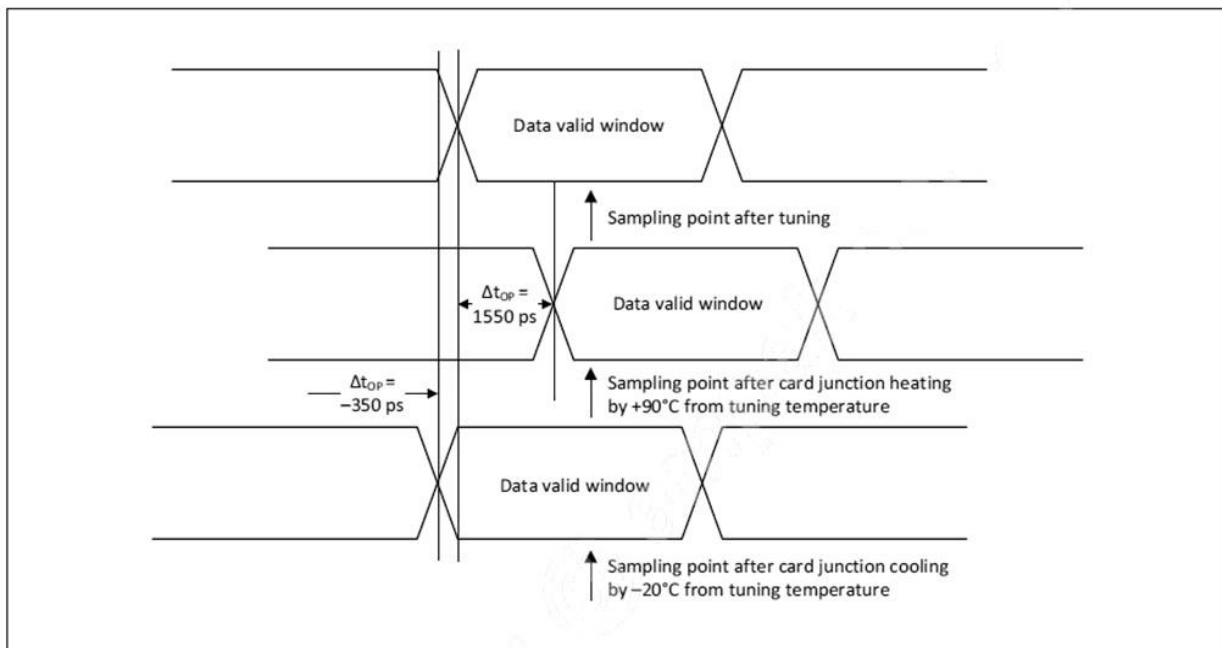 Data valid window
Sampling point after tuning
Δt_OP =
1550 ps
Data valid window
Sampling point after card junction heating
by +90°C from tuning temperature
Δt_OP =
−350 ps
Data valid window
Sampling point after card junction cooling
by −20°C from tuning temperature